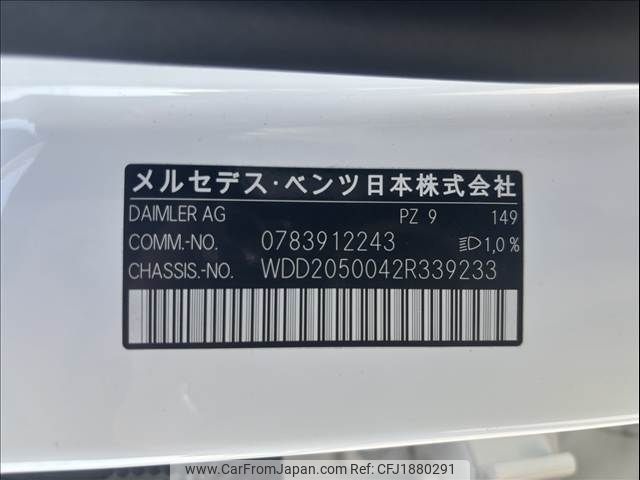 メルセデス・ベンツ日本株式会社
DAIMLER AG PZ 9 149
COMM.-NO. 0783912243 1,0%
CHASSIS.-NO. WDD2050042R339233
www.CarFromJapan.com | Ref. No: CFJ1880291